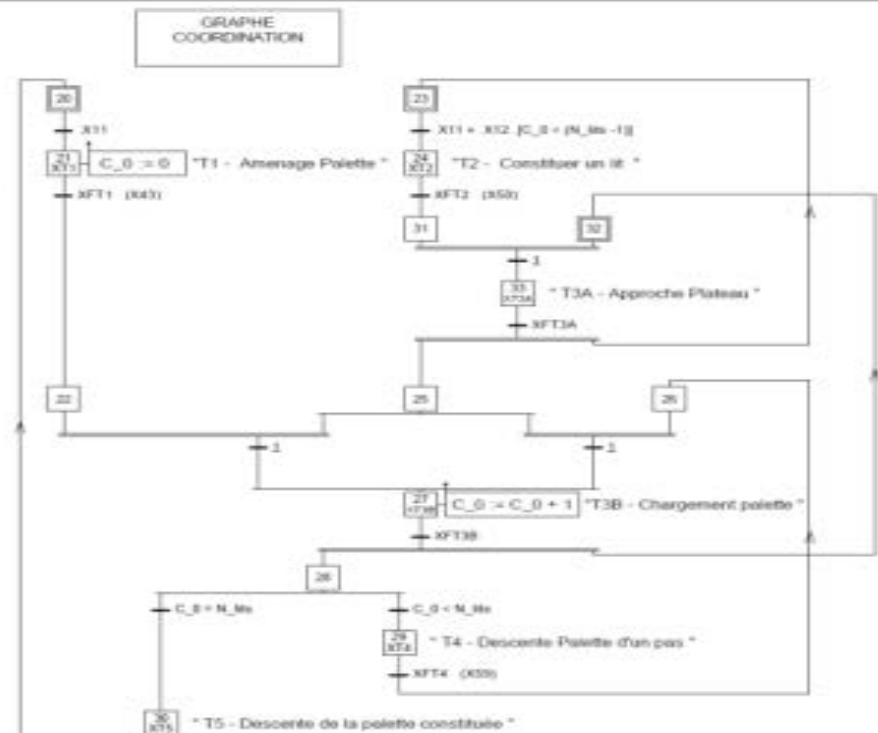 GRAPHE
COORDINATION
20
23
X11
X11 + X12 .[C_0 < (N_lits -1)]
21
XT1
C_0 := 0
"T1 - Amenage Palette "
24
XT2
"T2 - Constituer un lit "
XFT1 (X43)
XFT2 (X53)
31
32
1
33
XT3A
" T3A - Approche Plateau "
XFT3A
22
25
26
1
1
27
XT3B
C_0 := C_0 + 1
"T3B - Chargement palette "
XFT3B
28
C_0 = N_lits
C_0 < N_lits
29
XT4
" T4 - Descente Palette d'un pas "
XFT4 (X59)
30
XT5
" T5 - Descente de la palette constituée "